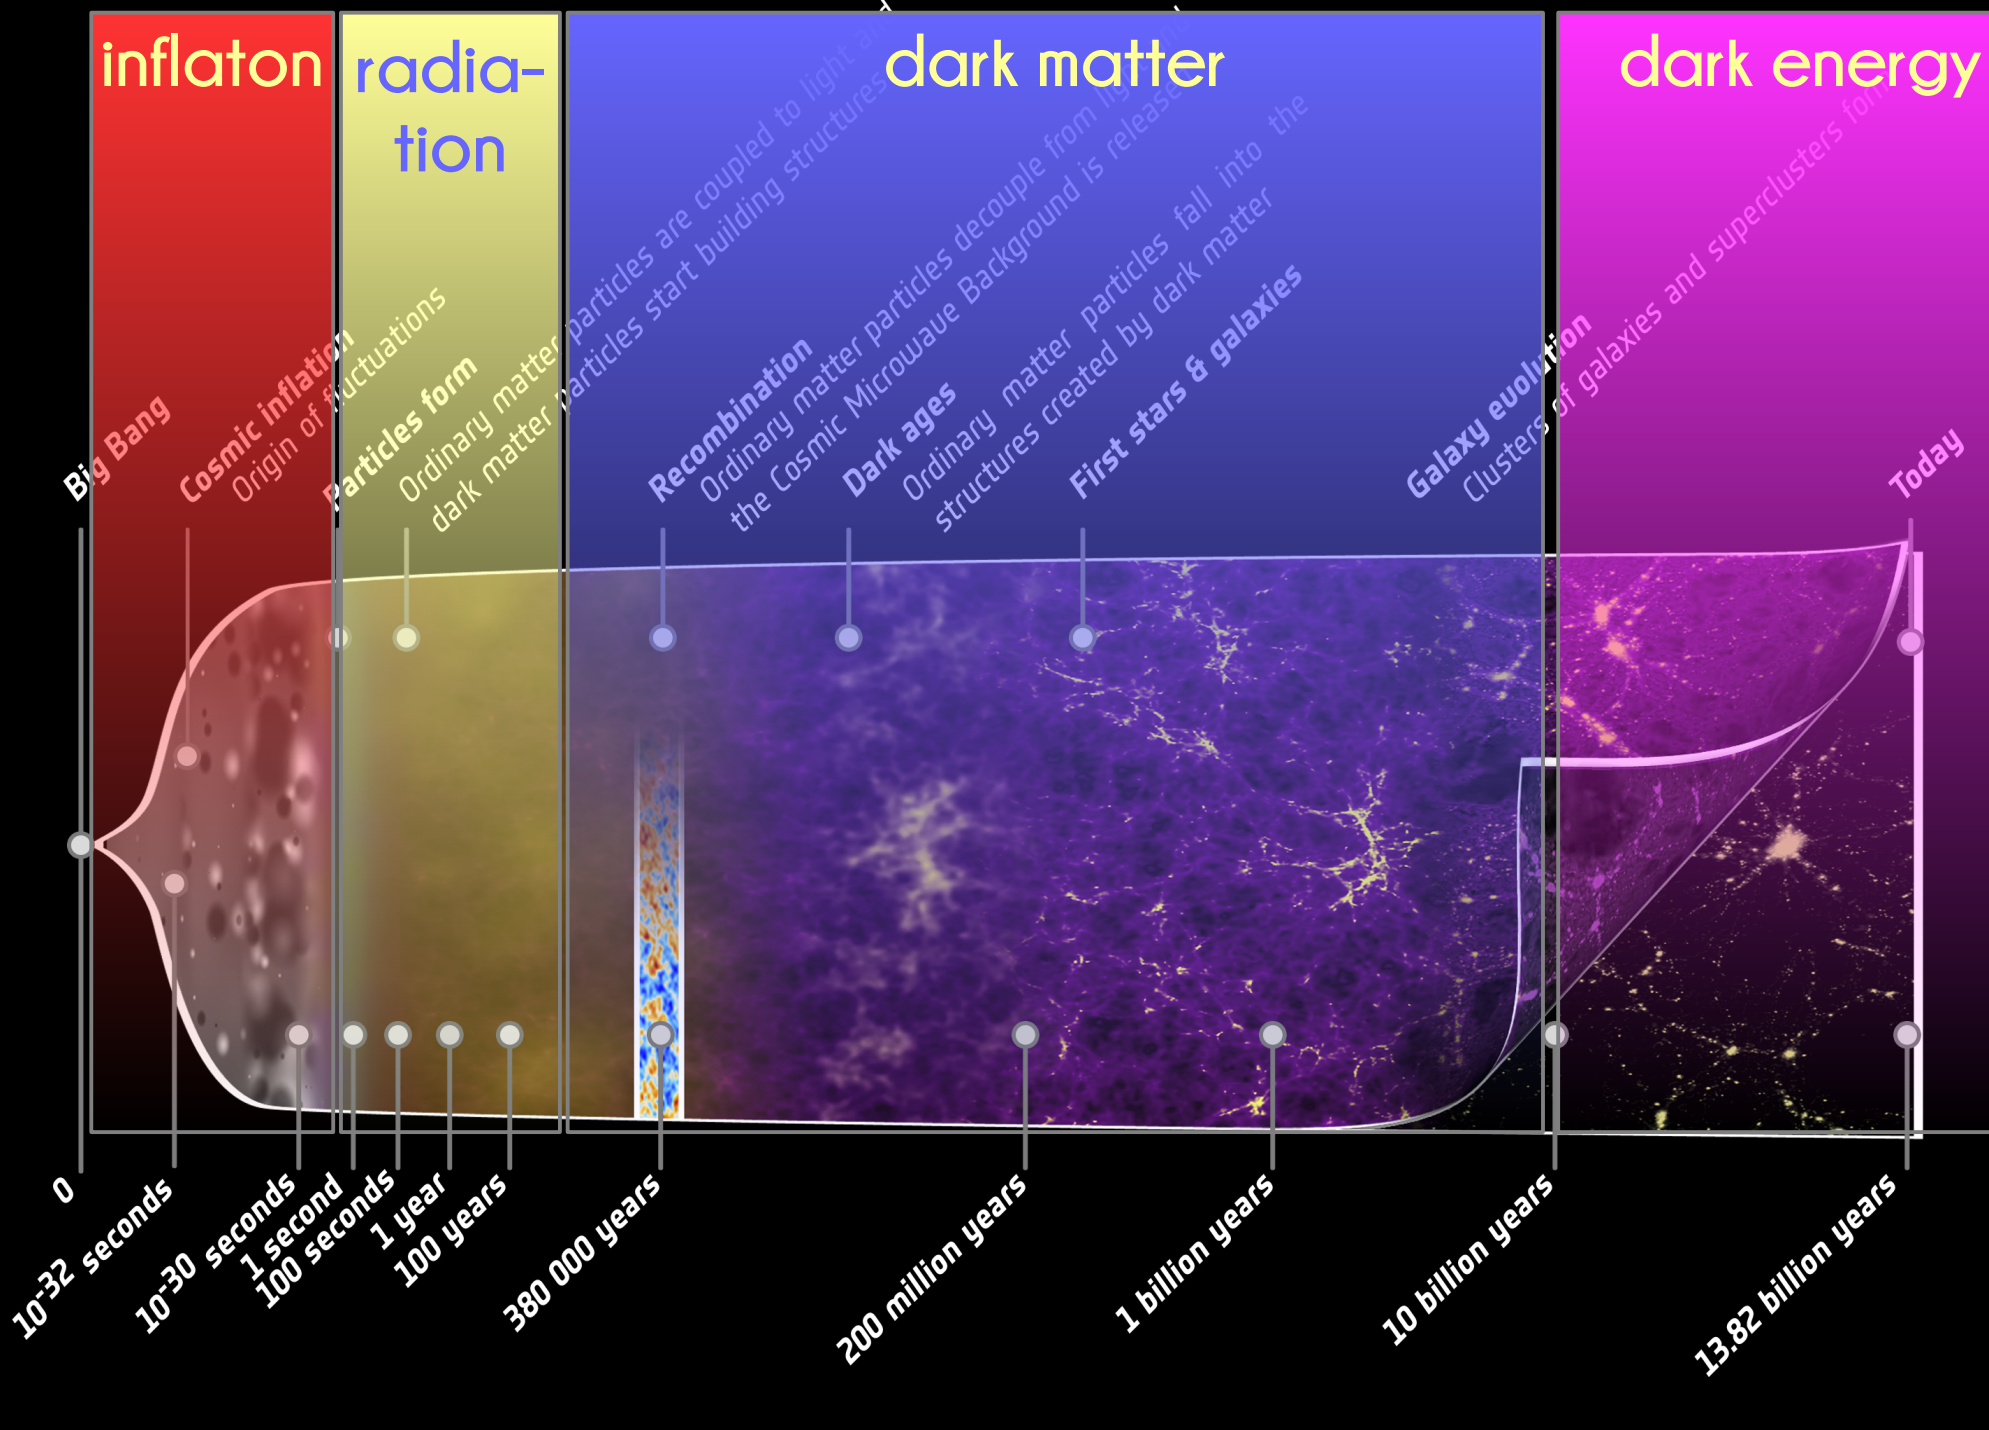 inflaton
radia-
tion
dark matter
dark energy
Big Bang
Cosmic inflation
Origin of fluctuations
Particles form
Ordinary matter particles are coupled to light and
dark matter particles start building structures
Recombination
Ordinary matter particles decouple from light and
the Cosmic Microwave Background is released
Dark ages
Ordinary matter particles fall into the
structures created by dark matter
First stars & galaxies
Galaxy evolution
Clusters of galaxies and superclusters form
Today
0
10-32 seconds
10-30 seconds
1 second
100 seconds
1 year
100 years
380 000 years
200 million years
1 billion years
10 billion years
13.82 billion years